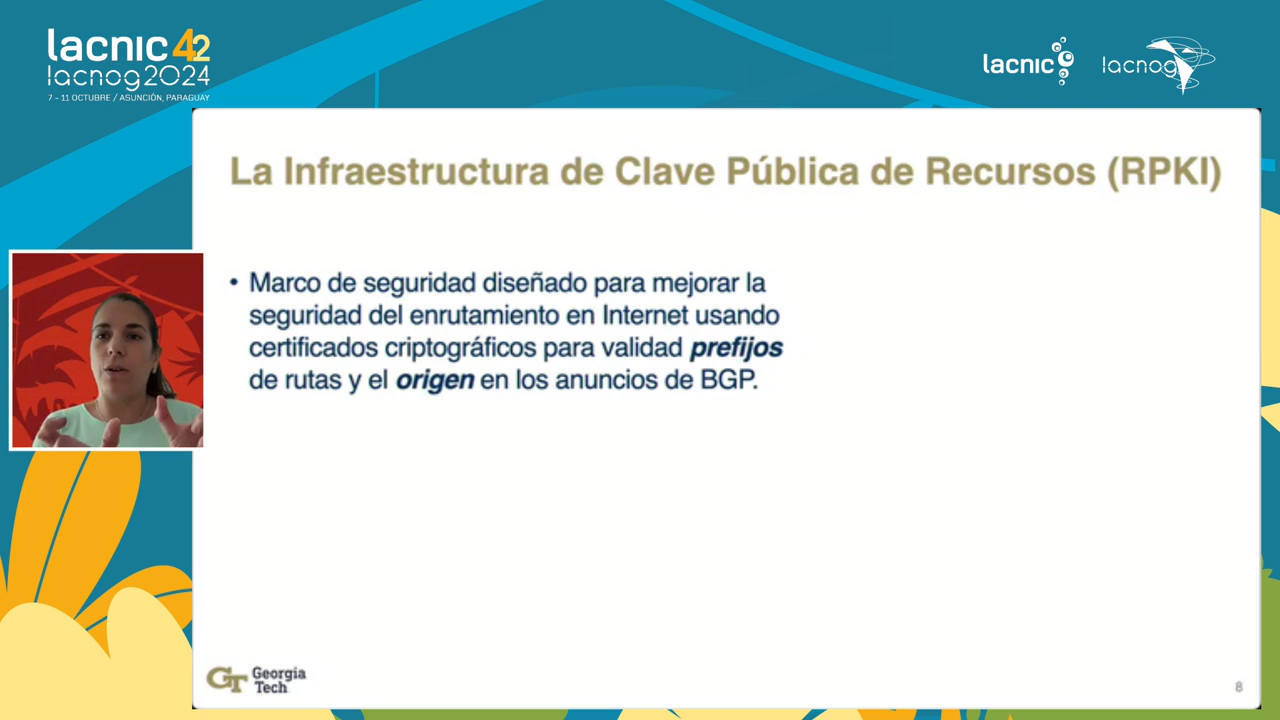 lacnic 42
lacnog2024
7 - 11 OCTUBRE / ASUNCIÓN, PARAGUAY
lacnic
lacnog
La Infraestructura de Clave Pública de Recursos (RPKI)
• Marco de seguridad diseñado para mejorar la
seguridad del enrutamiento en Internet usando
certificados criptográficos para validad prefijos
de rutas y el origen en los anuncios de BGP.
GT Georgia
Tech
8